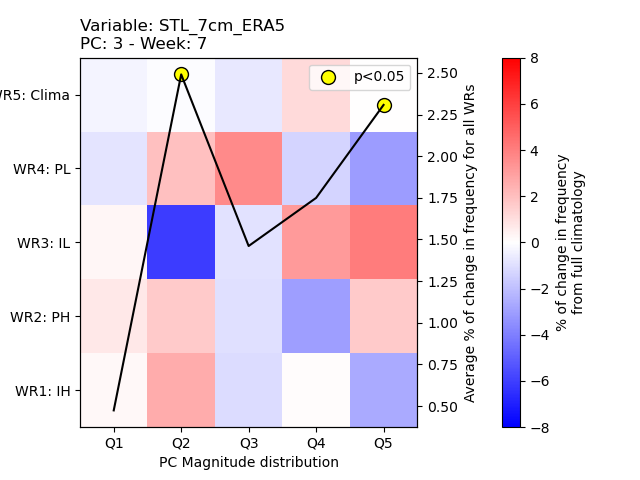 Variable: STL_7cm_ERA5
PC: 3 - Week: 7
p<0.05
R5: Clima
WR4: PL
WR3: IL
WR2: PH
WR1: IH
Q1 Q2 Q3 Q4 Q5
PC Magnitude distribution
2.50
2.25
2.00
1.75
1.50
1.25
1.00
0.75
0.50
Average % of change in frequency for all WRs
8
6
4
2
0
−2
−4
−6
−8
% of change in frequency
from full climatology